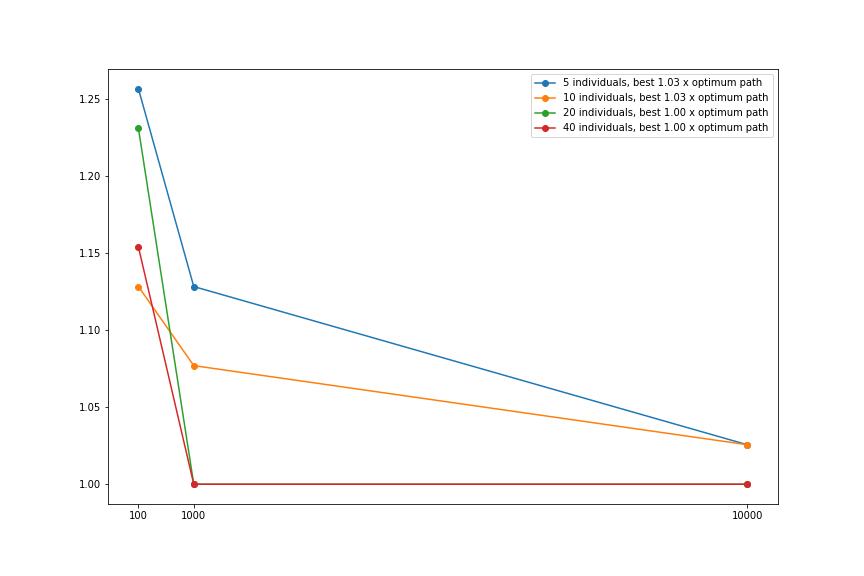 5 individuals, best 1.03 x optimum path
10 individuals, best 1.03 x optimum path
20 individuals, best 1.00 x optimum path
40 individuals, best 1.00 x optimum path
1.25
1.20
1.15
1.10
1.05
1.00
100
1000
10000